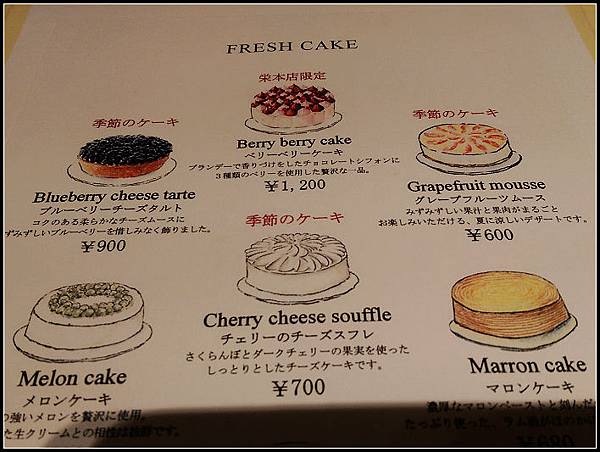 FRESH CAKE
栄本店限定
Berry berry cake
ベリーベリーケーキ
ブランデーで香りづけをしたチョコレートシフォンに
3種類のベリーを使用した贅沢な一品。
¥1,200
季節のケーキ
Blueberry cheese tarte
ブルーベリーチーズタルト
コクのある柔らかなチーズムースに
ずみずしいブルーベリーを惜しみなく飾りました。
¥900
季節のケーキ
Grapefruit mousse
グレープフルーツムース
みずみずしい果汁と果肉がまるごと
お楽しみいただける、夏に涼しいデザートです。
¥600
季節のケーキ
Cherry cheese souffle
チェリーのチーズスフレ
さくらんぼとダークチェリーの果実を使った
しっとりとしたチーズケーキです。
¥700
Melon cake
メロンケーキ
の強いメロンを贅沢に使用。
た生クリームとの相性は抜群です。
Marron cake
マロンケーキ
濃厚なマロンペーストと刻んだ
たっぷり使った、ラム酒がほのか
¥680